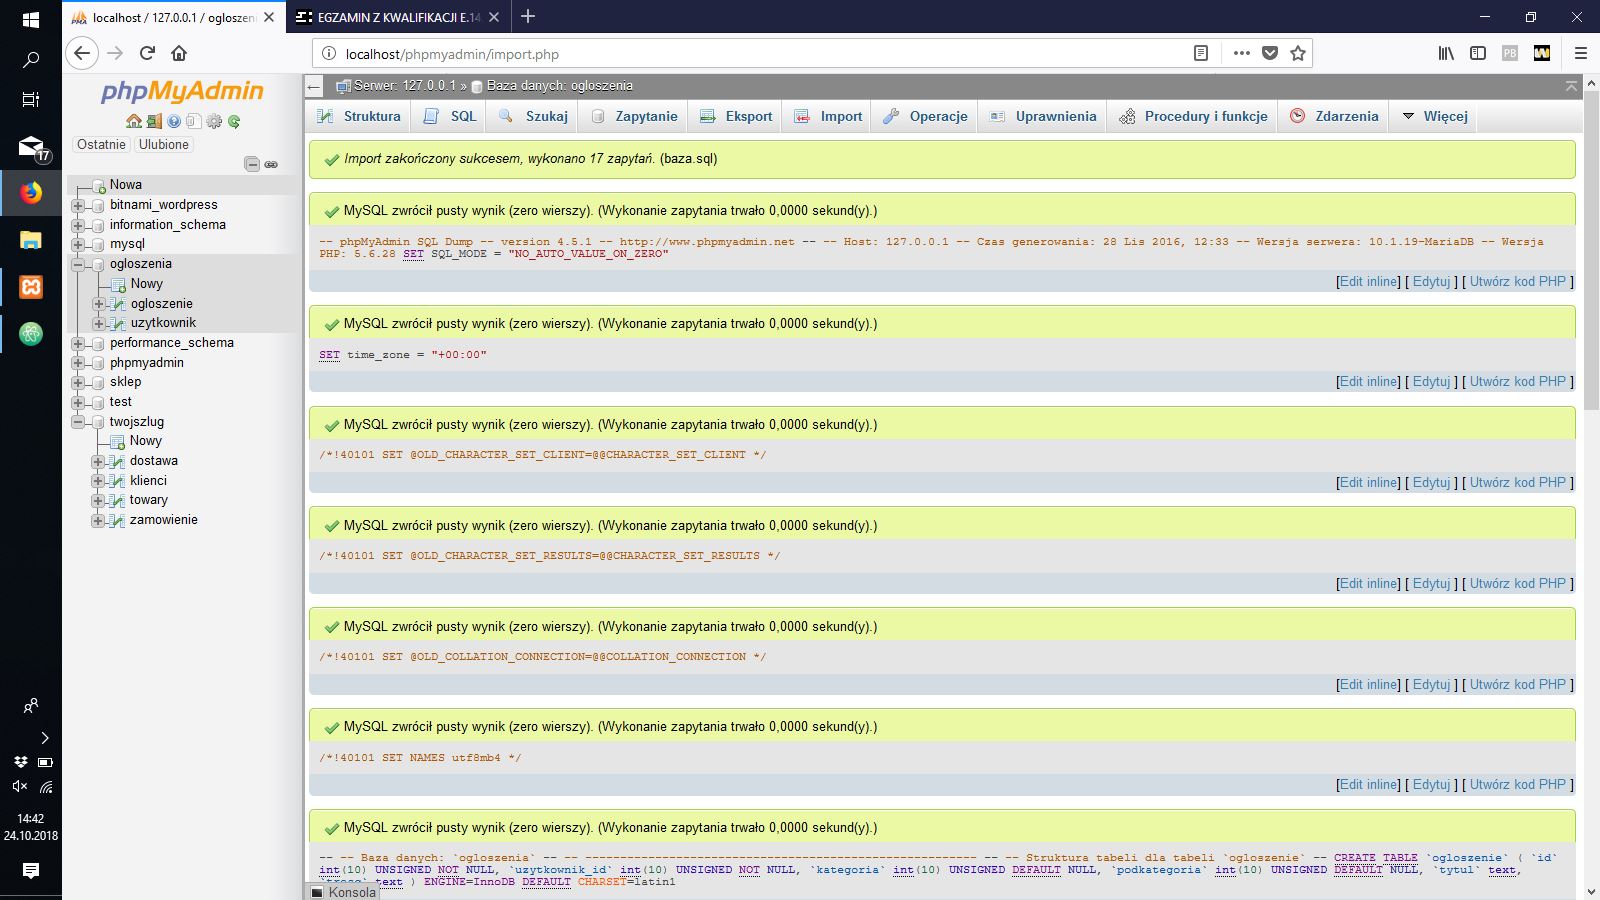 localhost / 127.0.0.1 / oglosze
EGZAMIN Z KWALIFIKACJI E.14
localhost/phpmyadmin/import.php
phpMyAdmin
Ostatnie Ulubione
Nowa
bitnami_wordpress
information_schema
mysql
ogloszenia
Nowy
ogloszenie
uzytkownik
performance_schema
phpmyadmin
sklep
test
twojszlug
Nowy
dostawa
klienci
towary
zamowienie
17
14:42
24.10.2018
Serwer: 127.0.0.1 » Baza danych: ogloszenia
Struktura SQL Szukaj Zapytanie Eksport Import Operacje Uprawnienia Procedury i funkcje Zdarzenia Więcej
Import zakończony sukcesem, wykonano 17 zapytań. (baza.sql)
MySQL zwrócił pusty wynik (zero wierszy). (Wykonanie zapytania trwało 0,0000 sekund(y).)
-- phpMyAdmin SQL Dump -- version 4.5.1 -- http://www.phpmyadmin.net -- -- Host: 127.0.0.1 -- Czas generowania: 28 Lis 2016, 12:33 -- Wersja serwera: 10.1.19-MariaDB -- Wersja
PHP: 5.6.28 SET SQL_MODE = "NO_AUTO_VALUE_ON_ZERO"
[Edit inline] [ Edytuj ] [ Utwórz kod PHP ]
MySQL zwrócił pusty wynik (zero wierszy). (Wykonanie zapytania trwało 0,0000 sekund(y).)
SET time_zone = "+00:00"
[Edit inline] [ Edytuj ] [ Utwórz kod PHP ]
MySQL zwrócił pusty wynik (zero wierszy). (Wykonanie zapytania trwało 0,0000 sekund(y).)
/*!40101 SET @OLD_CHARACTER_SET_CLIENT=@@CHARACTER_SET_CLIENT */
[Edit inline] [ Edytuj ] [ Utwórz kod PHP ]
MySQL zwrócił pusty wynik (zero wierszy). (Wykonanie zapytania trwało 0,0000 sekund(y).)
/*!40101 SET @OLD_CHARACTER_SET_RESULTS=@@CHARACTER_SET_RESULTS */
[Edit inline] [ Edytuj ] [ Utwórz kod PHP ]
MySQL zwrócił pusty wynik (zero wierszy). (Wykonanie zapytania trwało 0,0000 sekund(y).)
/*!40101 SET @OLD_COLLATION_CONNECTION=@@COLLATION_CONNECTION */
[Edit inline] [ Edytuj ] [ Utwórz kod PHP ]
MySQL zwrócił pusty wynik (zero wierszy). (Wykonanie zapytania trwało 0,0000 sekund(y).)
/*!40101 SET NAMES utf8mb4 */
[Edit inline] [ Edytuj ] [ Utwórz kod PHP ]
MySQL zwrócił pusty wynik (zero wierszy). (Wykonanie zapytania trwało 0,0000 sekund(y).)
-- -- Baza danych: `ogloszenia` -- -- -------------------------------------------------------- -- -- Struktura tabeli dla tabeli `ogloszenie` -- CREATE TABLE `ogloszenie` ( `id`
int(10) UNSIGNED NOT NULL, `uzytkownik_id` int(10) UNSIGNED NOT NULL, `kategoria` int(10) UNSIGNED DEFAULT NULL, `podkategoria` int(10) UNSIGNED DEFAULT NULL, `tytul` text,
text ) ENGINE=InnoDB DEFAULT CHARSET=latin1
Konsola